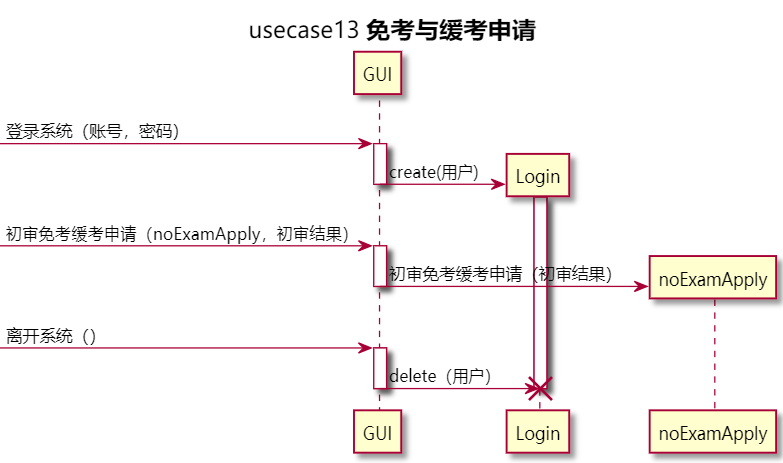 usecase13 免考与缓考申请
GUI
登录系统（账号，密码）
create(用户)
Login
初审免考缓考申请（noExamApply，初审结果）
初审免考缓考申请（初审结果）
noExamApply
离开系统（）
delete（用户）
GUI
Login
noExamApply